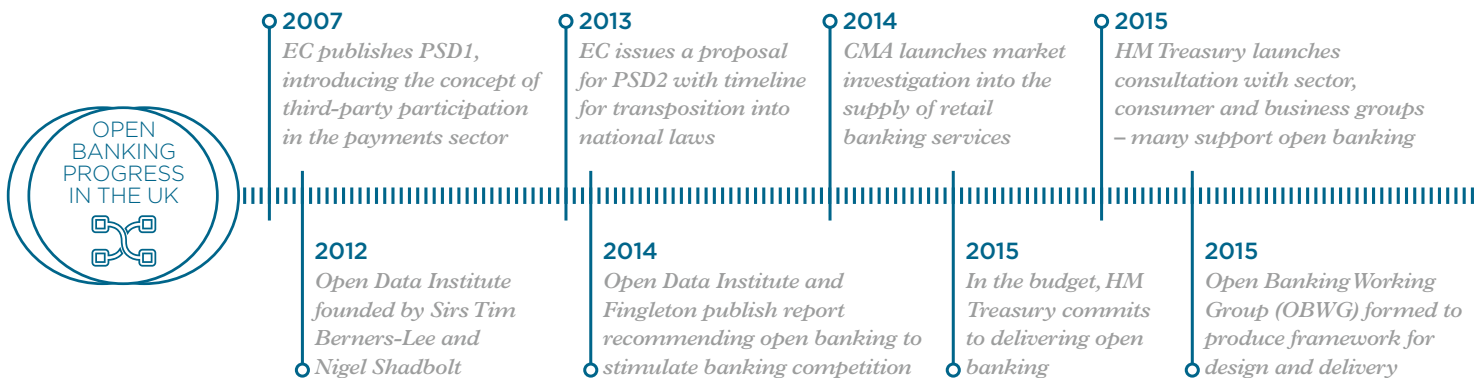 OPEN
BANKING
PROGRESS
IN THE UK
2007
EC publishes PSD1,
introducing the concept of
third-party participation
in the payments sector
2012
Open Data Institute
founded by Sirs Tim
Berners-Lee and
Nigel Shadbolt
2013
EC issues a proposal
for PSD2 with timeline
for transposition into
national laws
2014
Open Data Institute and
Fingleton publish report
recommending open banking to
stimulate banking competition
2014
CMA launches market
investigation into the
supply of retail
banking services
2015
In the budget, HM
Treasury commits
to delivering open
banking
2015
HM Treasury launches
consultation with sector,
consumer and business groups
– many support open banking
2015
Open Banking Working
Group (OBWG) formed to
produce framework for
design and delivery